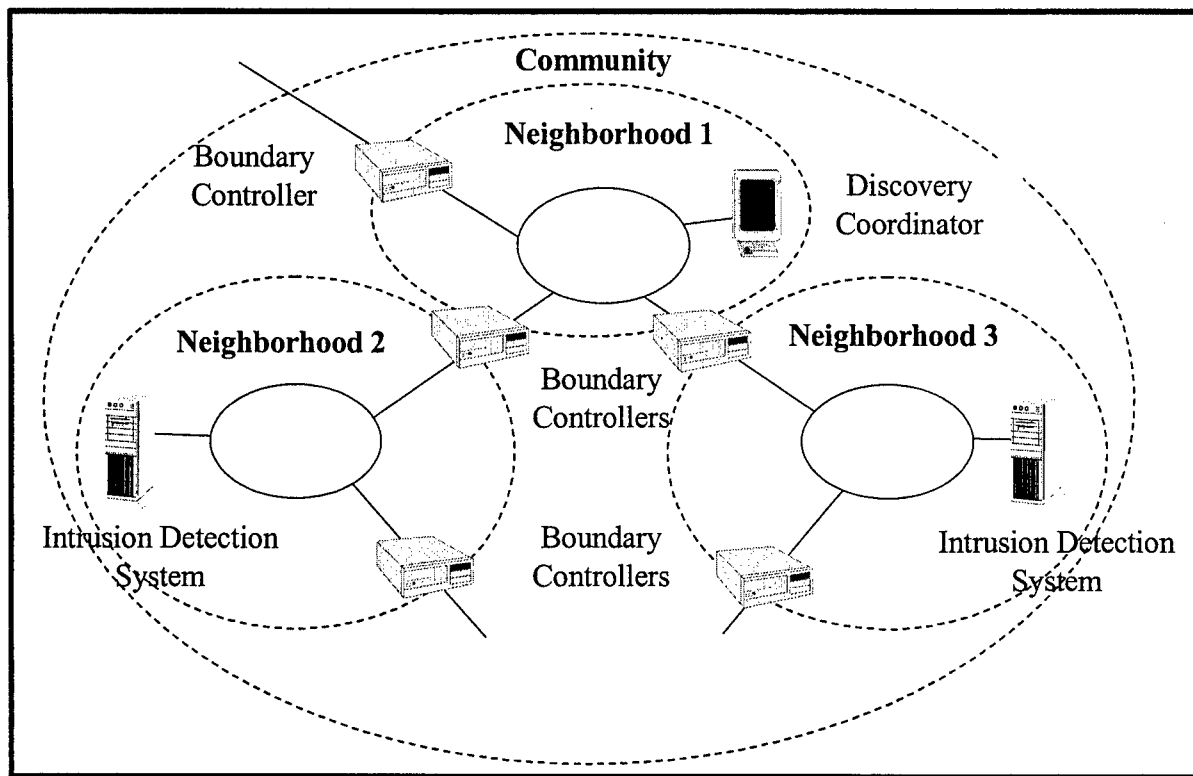 Community
Neighborhood 1
Boundary
Controller
Discovery
Coordinator
Neighborhood 2
Neighborhood 3
Boundary
Controllers
Intrusion Detection
System
Boundary
Controllers
Intrusion Detection
System